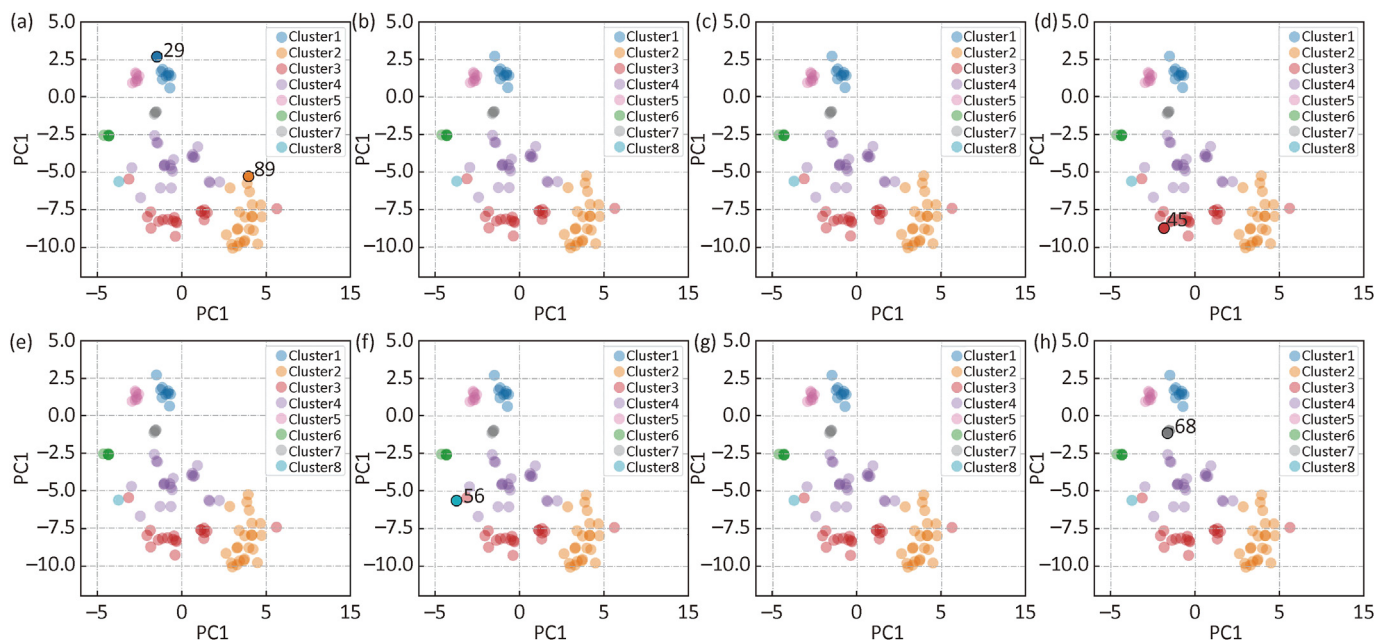 (a)
5.0
2.5
0.0
−2.5
−5.0
−7.5
−10.0
PC1
29
89
Cluster1
Cluster2
Cluster3
Cluster4
Cluster5
Cluster6
Cluster7
Cluster8
−5
0
5
15
PC1
(b)
5.0
2.5
0.0
−2.5
−5.0
−7.5
−10.0
PC1
Cluster1
Cluster2
Cluster3
Cluster4
Cluster5
Cluster6
Cluster7
Cluster8
−5
0
5
15
PC1
(c)
5.0
2.5
0.0
−2.5
−5.0
−7.5
−10.0
PC1
Cluster1
Cluster2
Cluster3
Cluster4
Cluster5
Cluster6
Cluster7
Cluster8
−5
0
5
15
PC1
(d)
5.0
2.5
0.0
−2.5
−5.0
−7.5
−10.0
PC1
45
Cluster1
Cluster2
Cluster3
Cluster4
Cluster5
Cluster6
Cluster7
Cluster8
−5
0
5
15
PC1
(e)
5.0
2.5
0.0
−2.5
−5.0
−7.5
−10.0
PC1
Cluster1
Cluster2
Cluster3
Cluster4
Cluster5
Cluster6
Cluster7
Cluster8
−5
0
5
15
PC1
(f)
5.0
2.5
0.0
−2.5
−5.0
−7.5
−10.0
PC1
56
Cluster1
Cluster2
Cluster3
Cluster4
Cluster5
Cluster6
Cluster7
Cluster8
−5
0
5
15
PC1
(g)
5.0
2.5
0.0
−2.5
−5.0
−7.5
−10.0
PC1
Cluster1
Cluster2
Cluster3
Cluster4
Cluster5
Cluster6
Cluster7
Cluster8
−5
0
5
15
PC1
(h)
5.0
2.5
0.0
−2.5
−5.0
−7.5
−10.0
PC1
68
Cluster1
Cluster2
Cluster3
Cluster4
Cluster5
Cluster6
Cluster7
Cluster8
−5
0
5
15
PC1